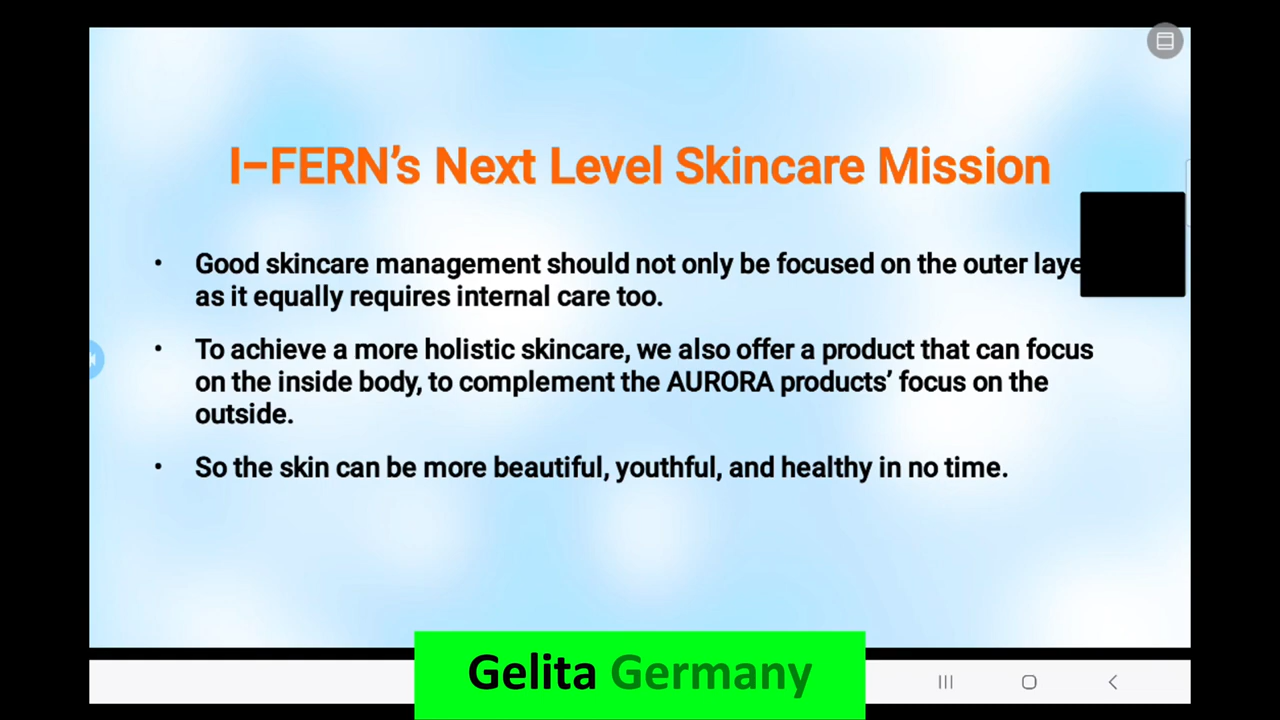 I-FERN’s Next Level Skincare Mission
• Good skincare management should not only be focused on the outer
as it equally requires internal care too.
• To achieve a more holistic skincare, we also offer a product that can focus
on the inside body, to complement the AURORA products’ focus on the
outside.
• So the skin can be more beautiful, youthful, and healthy in no time.
Gelita Germany